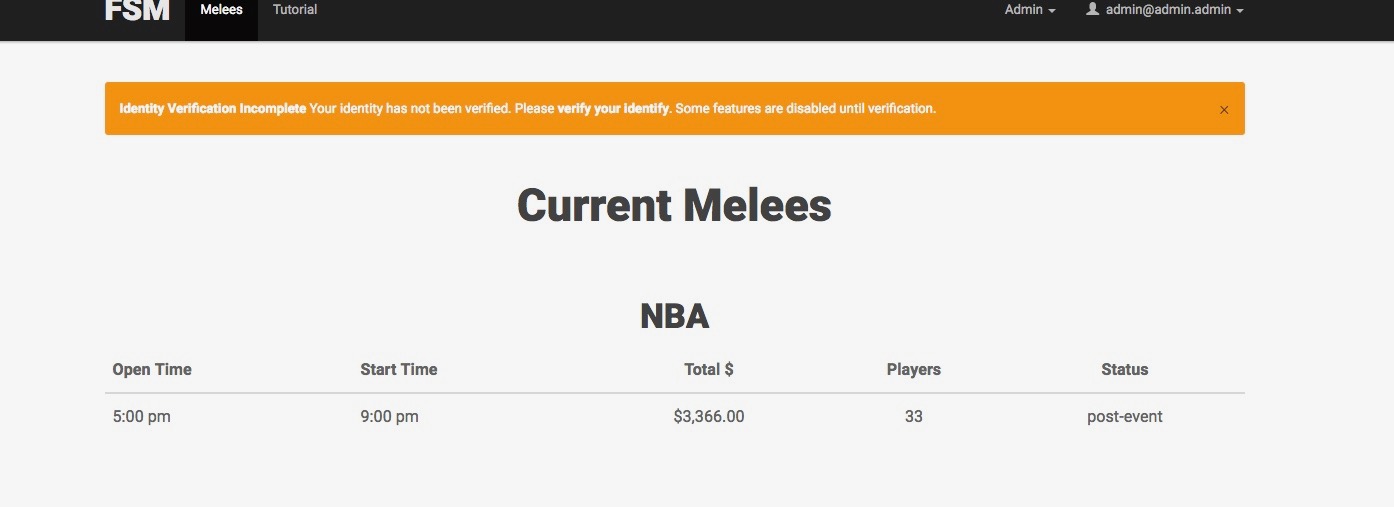 FSM Melees Tutorial Admin admin@admin.admin
Identity Verification Incomplete Your identity has not been verified. Please verify your identify. Some features are disabled until verification. ×
Current Melees
NBA
Open Time Start Time Total $ Players Status
5:00 pm 9:00 pm $3,366.00 33 post-event